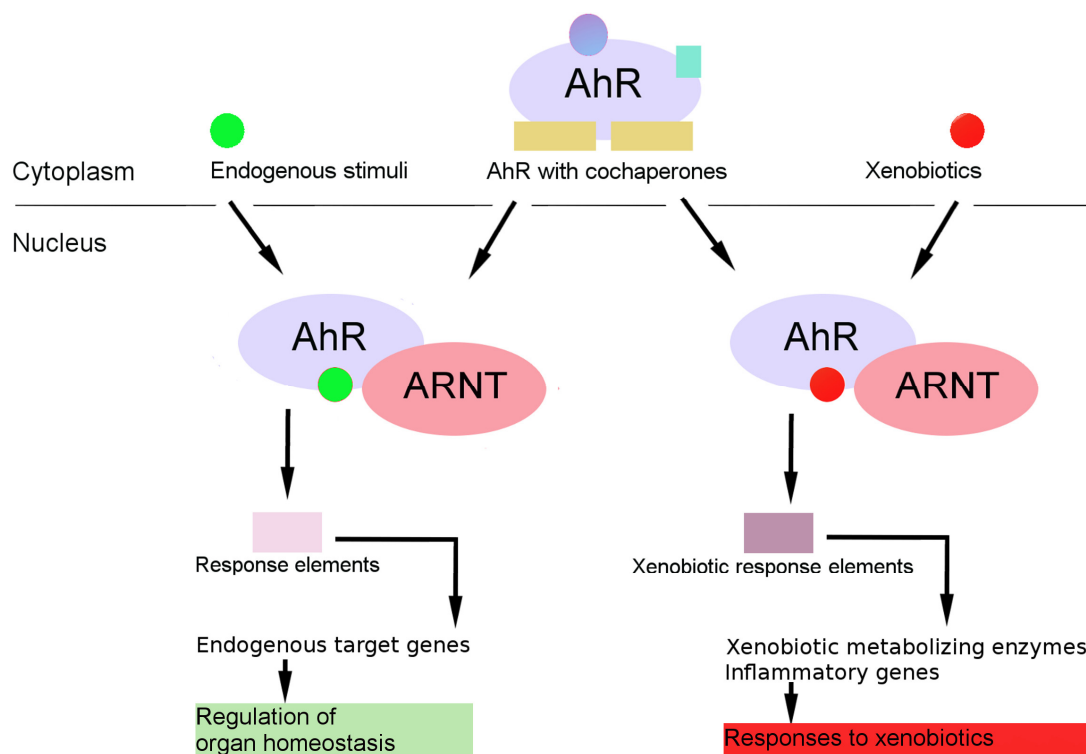 AhR
Cytoplasm
Endogenous stimuli
AhR with cochaperones
Xenobiotics
Nucleus
AhR
ARNT
AhR
ARNT
Response elements
Xenobiotic response elements
Endogenous target genes
Xenobiotic metabolizing enzymes
Inflammatory genes
Regulation of
organ homeostasis
Responses to xenobiotics